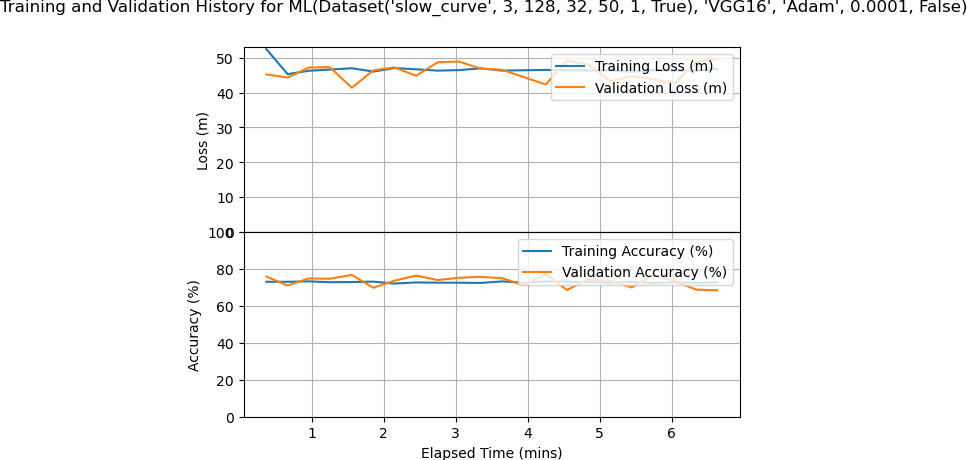 Training and Validation History for ML(Dataset('slow_curve', 3, 128, 32, 50, 1, True), 'VGG16', 'Adam', 0.0001, False)
50
40
30
20
10
0
Loss (m)
Training Loss (m)
Validation Loss (m)
100
80
60
40
20
0
Accuracy (%)
Training Accuracy (%)
Validation Accuracy (%)
1 2 3 4 5 6
Elapsed Time (mins)